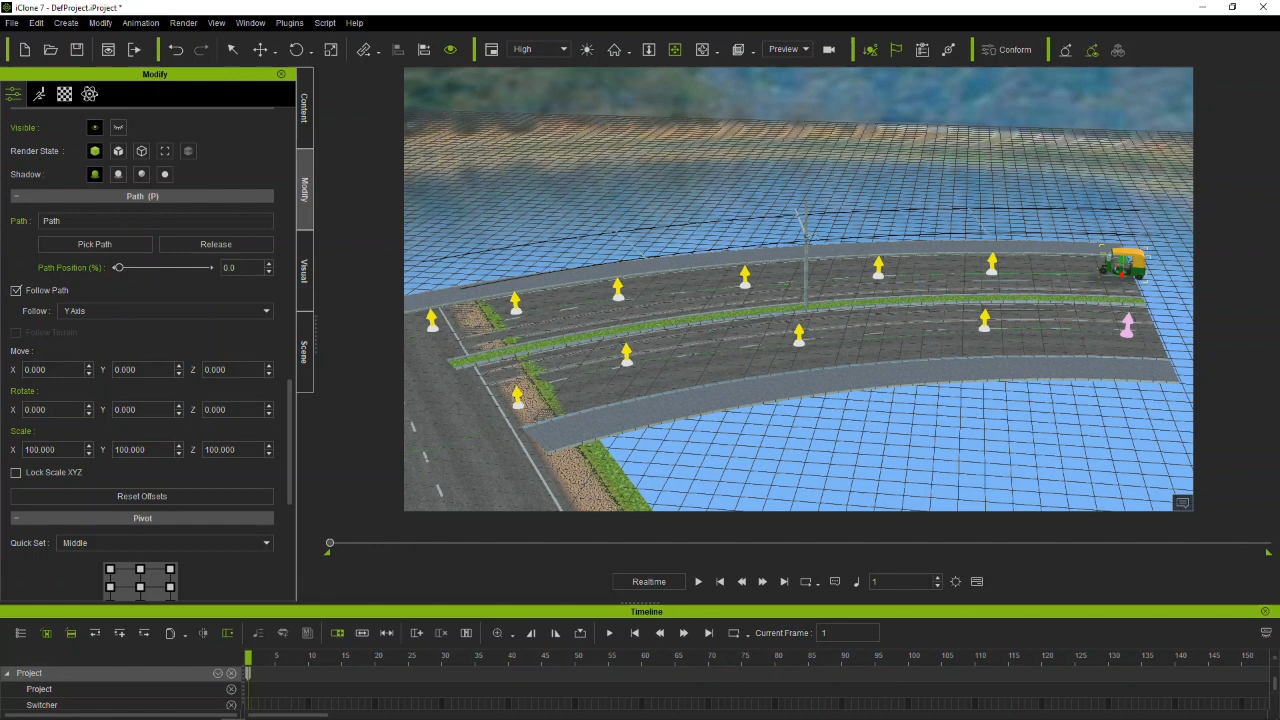 iClone 7 - DefProject.iProject *
File Edit Create Modify Animation Render View Window Plugins Script Help
High
Preview
Conform
Modify
Content
Modify
Visual
Scene
Visible :
Render State :
Shadow :
Path (P)
Path : Path
Pick Path Release
Path Position (%) : 0.0
Follow Path
Follow : Y Axis
Follow Terrain
Move :
X 0.000 Y 0.000 Z 0.000
Rotate :
X 0.000 Y 0.000 Z 0.000
Scale :
X 100.000 Y 100.000 Z 100.000
Lock Scale XYZ
Reset Offsets
Pivot
Quick Set : Middle
Realtime 1
Timeline
Current Frame : 1
5 10 15 20 25 30 35 40 45 50 55 60 65 70 75 80 85 90 95 100 105 110 115 120 125 130 135 140 145 150
Project
Project
Switcher